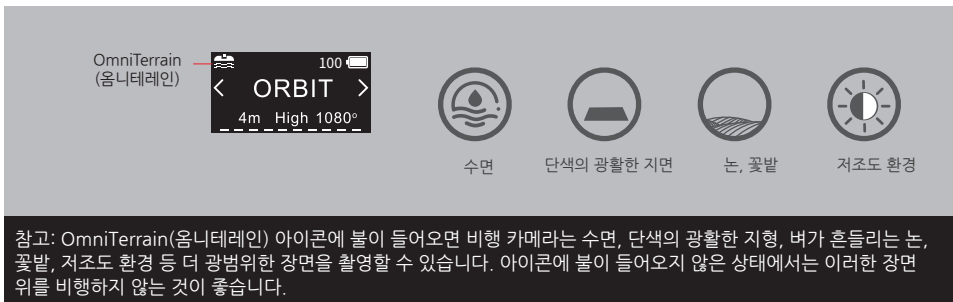 OmniTerrain
(옴니테레인)
100
< ORBIT >
4m High 1080°
수면
단색의 광활한 지면
논, 꽃밭
저조도 환경
참고: OmniTerrain(옴니테레인) 아이콘에 불이 들어오면 비행 카메라는 수면, 단색의 광활한 지형, 벼가 흔들리는 논,
꽃밭, 저조도 환경 등 더 광범위한 장면을 촬영할 수 있습니다. 아이콘에 불이 들어오지 않은 상태에서는 이러한 장면
위를 비행하지 않는 것이 좋습니다.